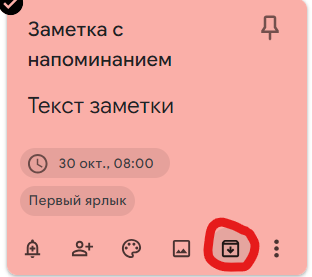 Заметка с
напоминанием
Текст заметки
30 окт., 08:00
Первый ярлык